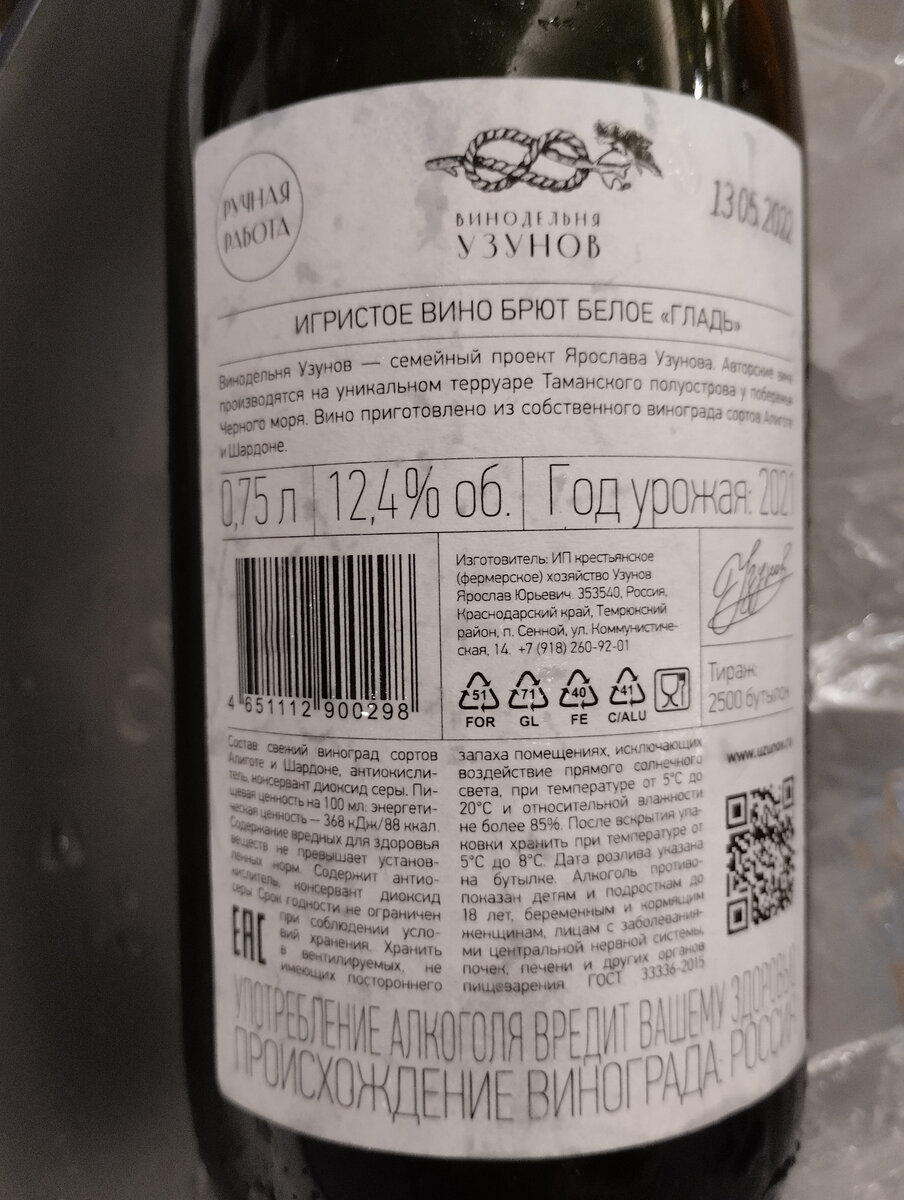 РУЧНАЯ
РАБОТА
ВИНОДЕЛЬНЯ
УЗУНОВ
13.05.2022
ИГРИСТОЕ ВИНО БРЮТ БЕЛОЕ «ГЛАДЬ»
Винодельня Узунов — семейный проект Ярослава Узунова. Авторские вина
производятся на уникальном терруаре Таманского полуострова у побережья
Черного моря. Вино приготовлено из собственного винограда сортов Алиготе
и Шардоне.
0,75 л
12,4% об.
Год урожая: 2021
4 651112 900298
Изготовитель: ИП крестьянское
(фермерское) хозяйство Узунов
Ярослав Юрьевич. 353540, Россия,
Краснодарский край, Темрюкский
район, п. Сенной, ул. Коммунистиче-
ская, 14. +7 (918) 260-92-01
51
FOR
71
GL
40
FE
41
C/ALU
Тираж:
2500 бутылок
Состав: свежий виноград сортов
Алиготе и Шардоне, антиокисли-
тель, консервант диоксид серы. Пи-
щевая ценность на 100 мл: энергети-
ческая ценность — 368 кДж/88 ккал.
Содержание вредных для здоровья
веществ не превышает установ-
ленных норм. Содержит антио-
кислитель, консервант диоксид
серы Срок годности не ограничен
при соблюдении усло-
вий хранения. Хранить
в вентилируемых, не
имеющих постороннего
EAC
запаха помещениях, исключающих
воздействие прямого солнечного
света, при температуре от 5°C до
20°C и относительной влажности
не более 85%. После вскрытия упа-
ковки хранить при температуре от
5°C до 8°C. Дата розлива указана
на бутылке. Алкоголь противо-
показан детям и подросткам до
18 лет, беременным и кормящим
женщинам, лицам с заболевания-
ми центральной нервной системы,
почек, печени и других органов
пищеварения. ГОСТ 33336-2015
www.uzunov.ru
УПОТРЕБЛЕНИЕ АЛКОГОЛЯ ВРЕДИТ ВАШЕМУ ЗДОРОВЬЮ
ПРОИСХОЖДЕНИЕ ВИНОГРАДА: РОССИЯ